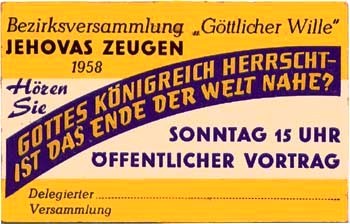 Bezirksversammlung „Göttlicher Wille”
JEHOVAS ZEUGEN
1958
Hören
Sie
GOTTES KÖNIGREICH HERRSCHT-
IST DAS ENDE DER WELT NAHE?
SONNTAG 15 UHR
ÖFFENTLICHER VORTRAG
Delegierter
Versammlung